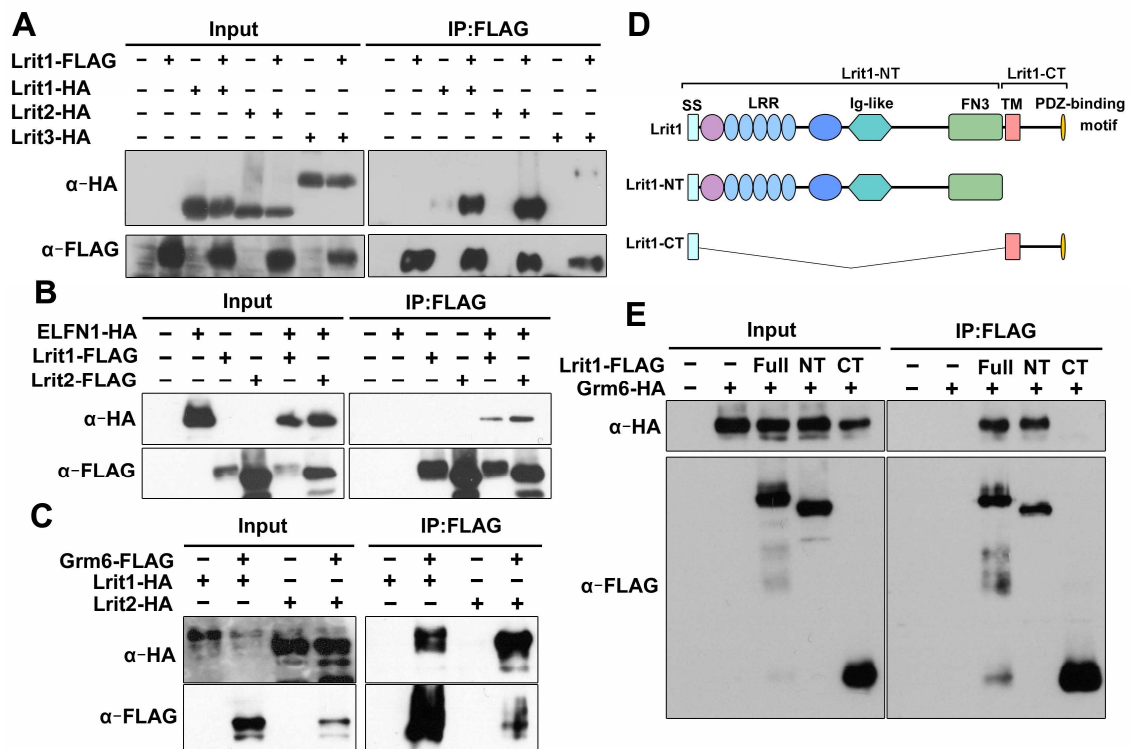 A
Input IP:FLAG
Lrit1-FLAG – + – + – + – + – + – + – + – +
Lrit1-HA – – + + – – – – – – + + – – – –
Lrit2-HA – – – – + + – – – – – – + + – –
Lrit3-HA – – – – – – + + – – – – – – + +
α-HA
α-FLAG
B
Input IP:FLAG
ELFN1-HA – + – – + + – + – – + +
Lrit1-FLAG – – + – + – – – + – + –
Lrit2-FLAG – – – + – + – – – + – +
α-HA
α-FLAG
C
Input IP:FLAG
Grm6-FLAG – + – + – + – +
Lrit1-HA + + – – + + – –
Lrit2-HA – – + + – – + +
α-HA
α-FLAG
D
Lrit1-NT Lrit1-CT
SS LRR Ig-like FN3 TM PDZ-binding motif
Lrit1
Lrit1-NT
Lrit1-CT
E
Input IP:FLAG
Lrit1-FLAG – – Full NT CT – – Full NT CT
Grm6-HA – + + + + – + + + +
α-HA
α-FLAG